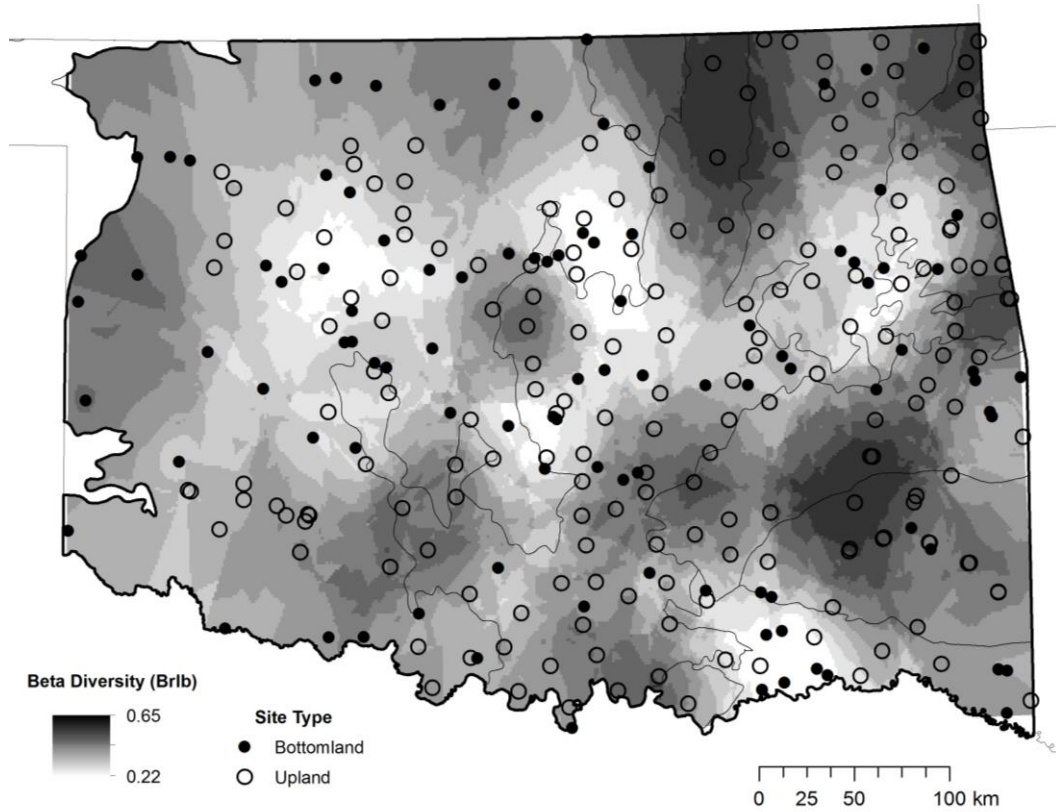 Beta Diversity (Brlb)
0.65
0.22
Site Type
Bottomland
Upland
0 25 50 100 km